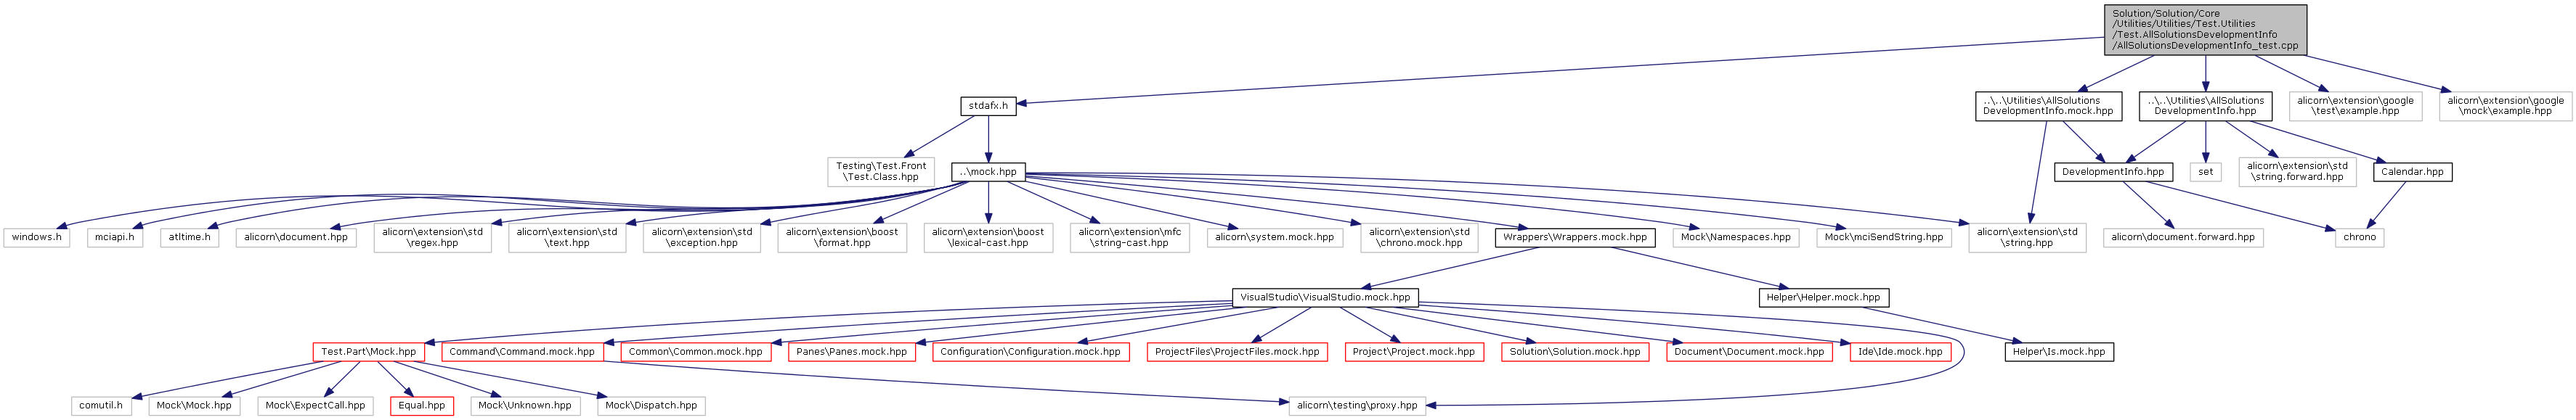 Solution/Solution/Core
/Utilities/Utilities/Test.Utilities
/Test.AllSolutionsDevelopmentInfo
/AllSolutionsDevelopmentInfo_test.cpp
stdafx.h
..\..\Utilities\AllSolutions
DevelopmentInfo.mock.hpp
..\..\Utilities\AllSolutions
DevelopmentInfo.hpp
alicorn\extension\google
\test\example.hpp
alicorn\extension\google
\mock\example.hpp
Testing\Test.Front
\Test.Class.hpp
..\mock.hpp
DevelopmentInfo.hpp
set
alicorn\extension\std
\string.forward.hpp
Calendar.hpp
windows.h
mciapi.h
atltime.h
alicorn\document.hpp
alicorn\extension\std
\regex.hpp
alicorn\extension\std
\text.hpp
alicorn\extension\std
\exception.hpp
alicorn\extension\boost
\format.hpp
alicorn\extension\boost
\lexical-cast.hpp
alicorn\extension\mfc
\string-cast.hpp
alicorn\system.mock.hpp
alicorn\extension\std
\chrono.mock.hpp
Wrappers\Wrappers.mock.hpp
Mock\Namespaces.hpp
Mock\mciSendString.hpp
alicorn\extension\std
\string.hpp
alicorn\document.forward.hpp
chrono
VisualStudio\VisualStudio.mock.hpp
Helper\Helper.mock.hpp
Test.Part\Mock.hpp
Command\Command.mock.hpp
Common\Common.mock.hpp
Panes\Panes.mock.hpp
Configuration\Configuration.mock.hpp
ProjectFiles\ProjectFiles.mock.hpp
Project\Project.mock.hpp
Solution\Solution.mock.hpp
Document\Document.mock.hpp
Ide\Ide.mock.hpp
Helper\Is.mock.hpp
comutil.h
Mock\Mock.hpp
Mock\ExpectCall.hpp
Equal.hpp
Mock\Unknown.hpp
Mock\Dispatch.hpp
alicorn\testing\proxy.hpp